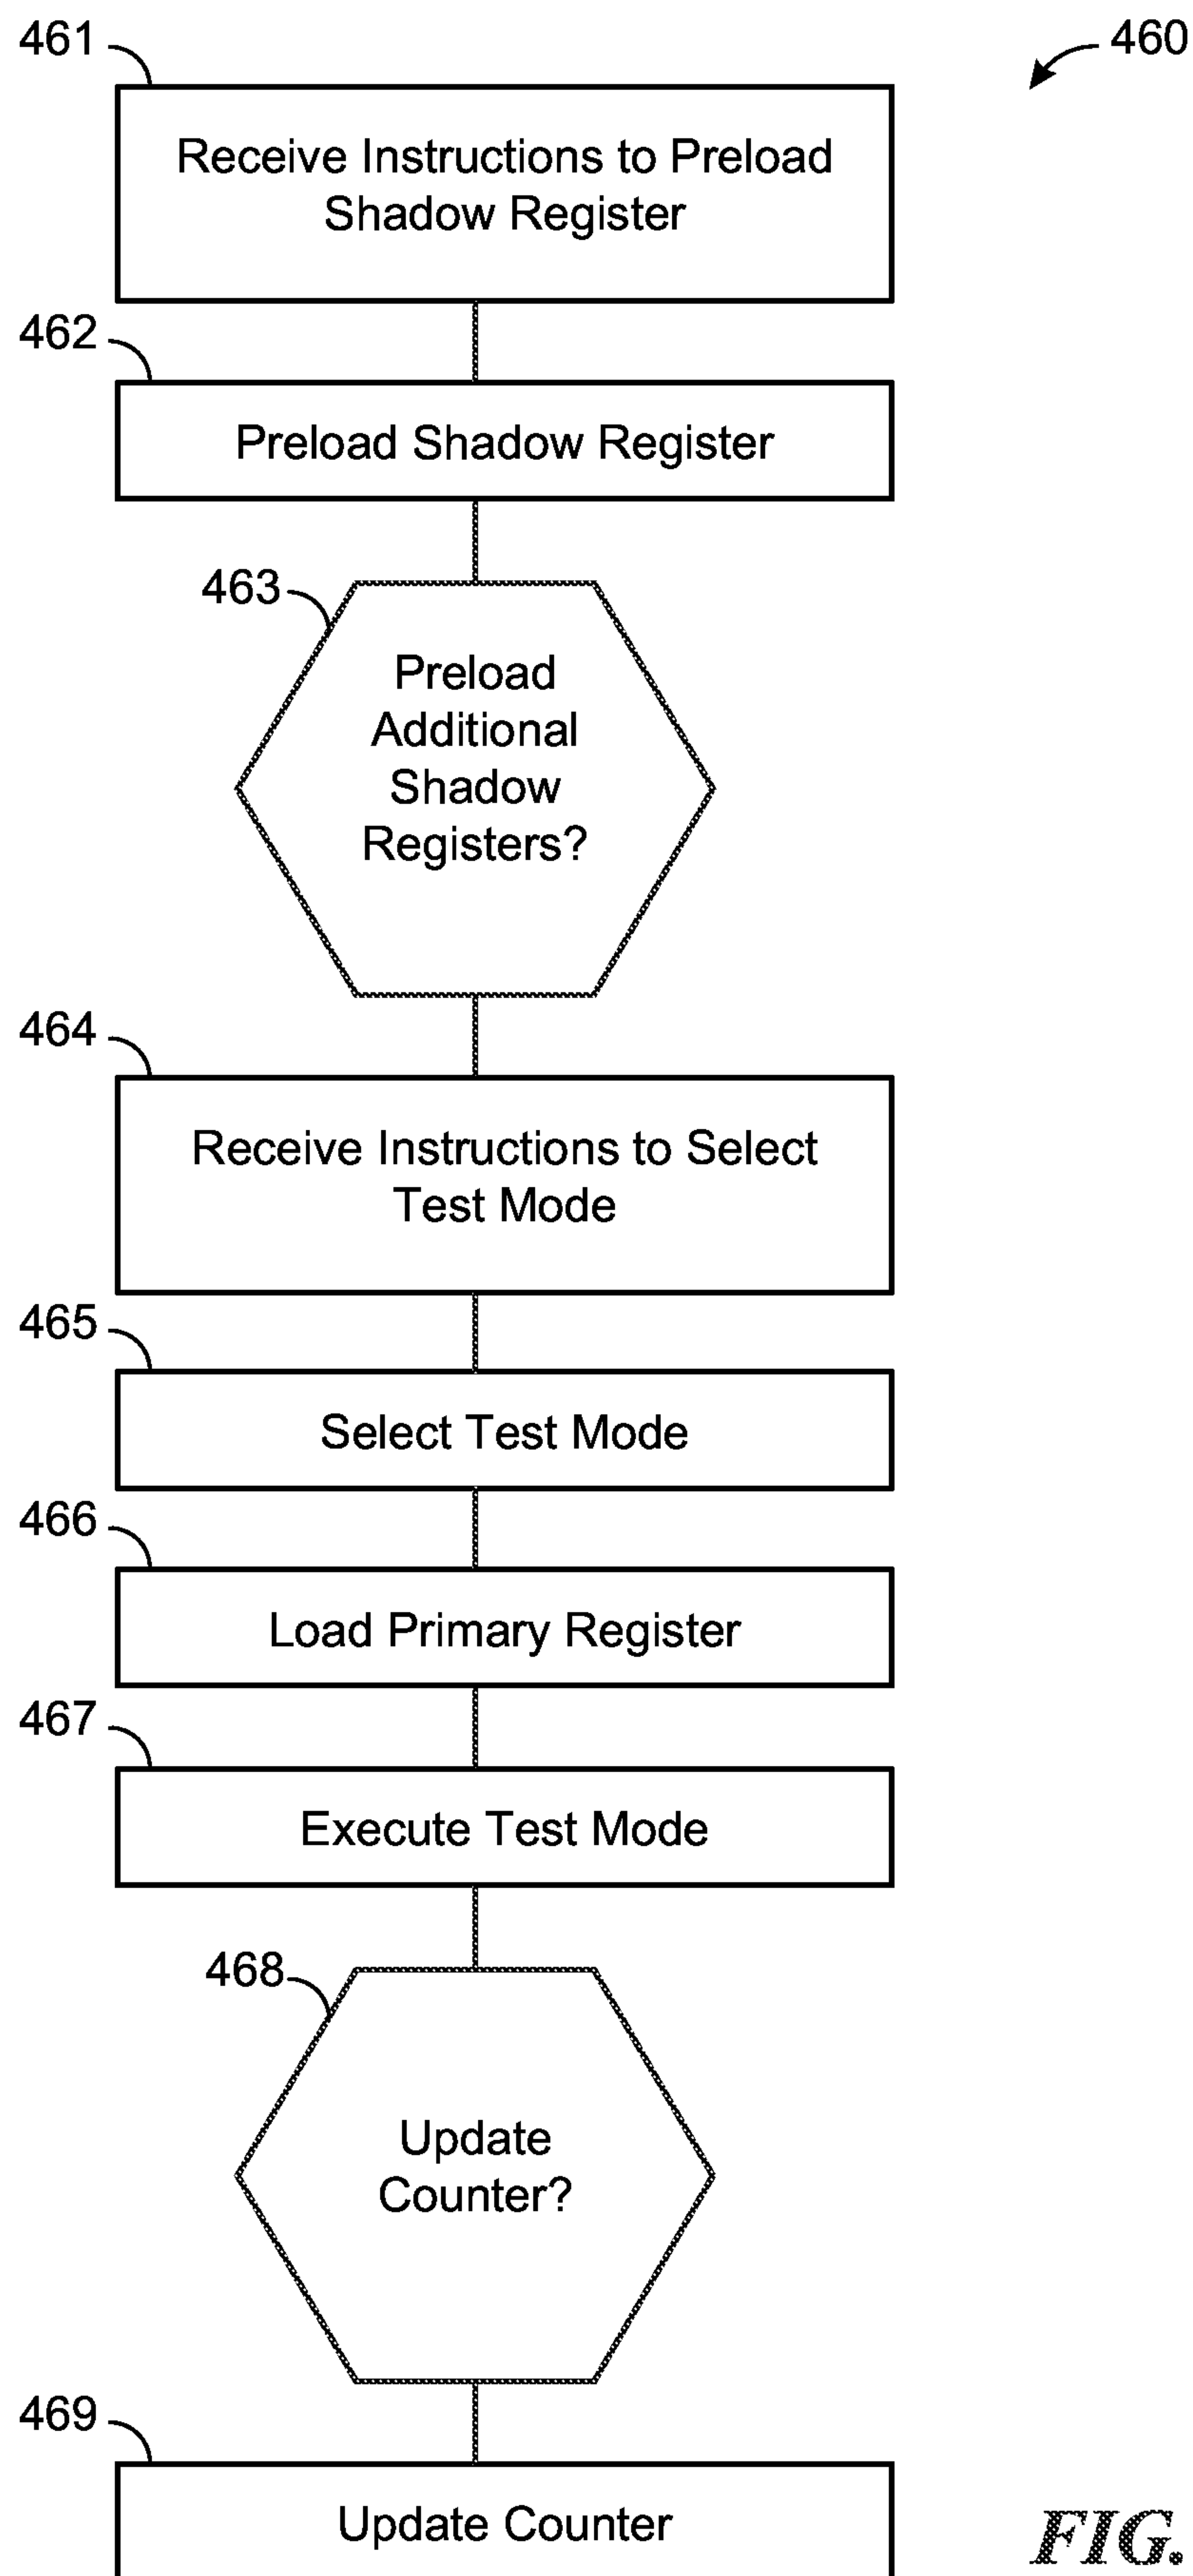 461
460
Receive Instructions to Preload
Shadow Register
462
Preload Shadow Register
463
Preload
Additional
Shadow
Registers?
464
Receive Instructions to Select
Test Mode
465
Select Test Mode
466
Load Primary Register
467
Execute Test Mode
468
Update
Counter?
469
Update Counter
FIG.